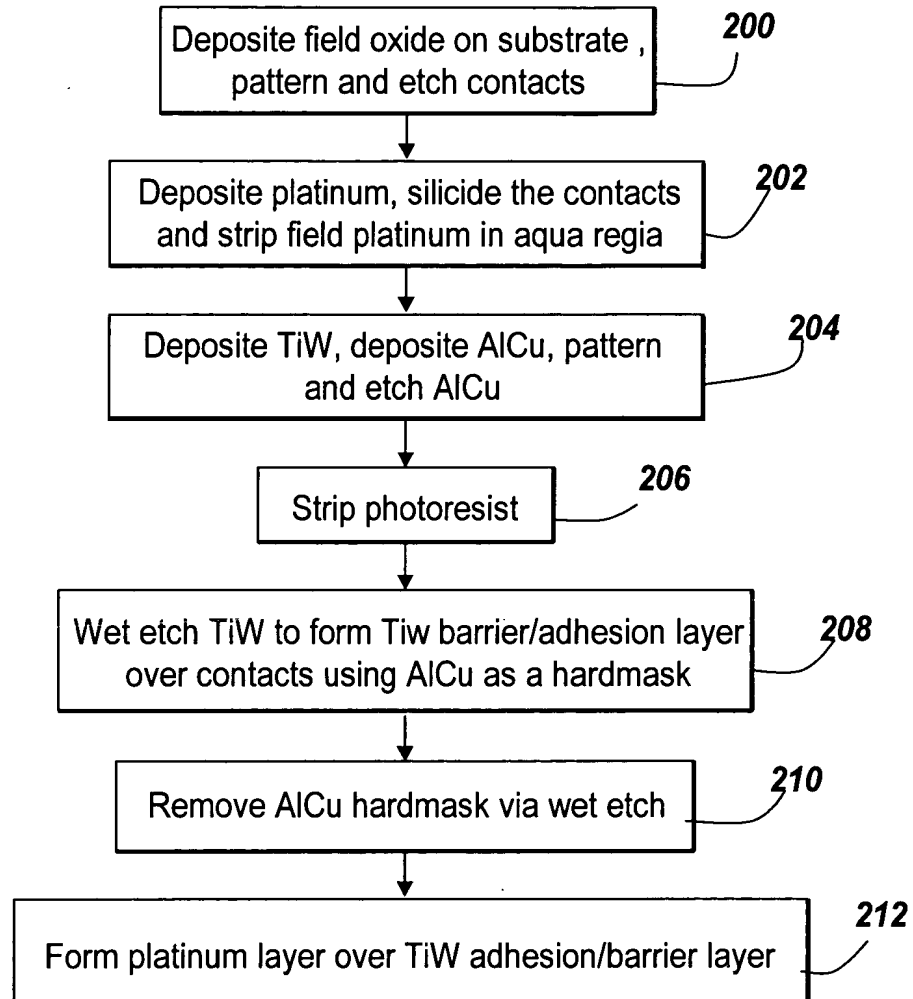 Deposite field oxide on substrate ,
pattern and etch contacts
200
Deposite platinum, silicide the contacts
and strip field platinum in aqua regia
202
Deposite TiW, deposite AlCu, pattern
and etch AlCu
204
Strip photoresist
206
Wet etch TiW to form Tiw barrier/adhesion layer
over contacts using AlCu as a hardmask
208
Remove AlCu hardmask via wet etch
210
Form platinum layer over TiW adhesion/barrier layer
212